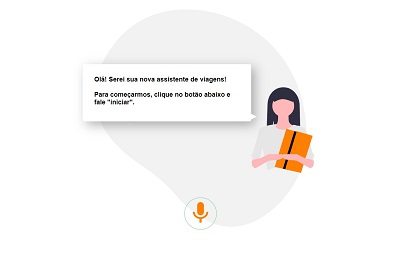 Olá! Serei sua nova assistente de viagens!
Para começarmos, clique no botão abaixo e
fale "iniciar".